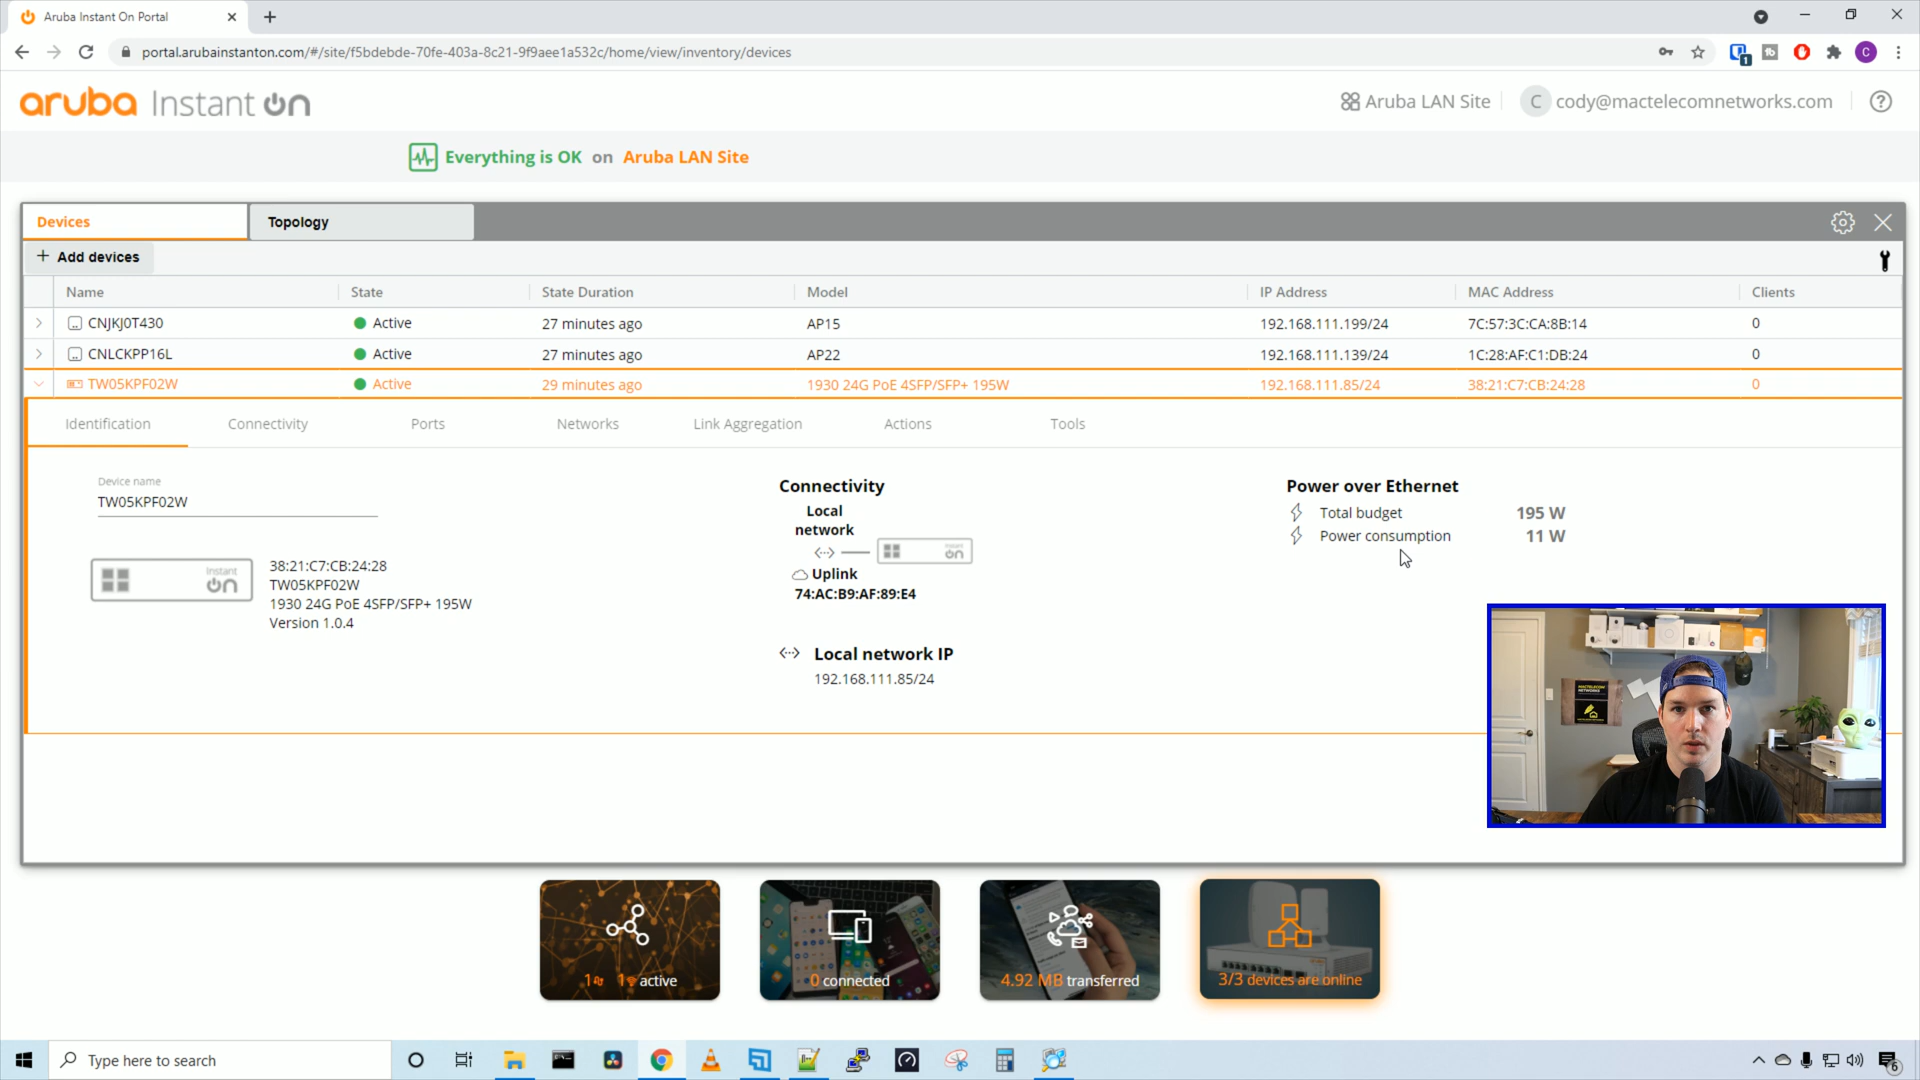 Aruba Instant On Portal
portal.arubainstanton.com/#/site/f5bdebde-70fe-403a-8c21-9f9aee1a532c/home/view/inventory/devices
aruba Instant On
Aruba LAN Site
C cody@mactelecomnetworks.com
Everything is OK on Aruba LAN Site
Devices
Topology
+ Add devices
Name State State Duration Model IP Address MAC Address Clients
CNJKJ0T430 Active 27 minutes ago AP15 192.168.111.199/24 7C:57:3C:CA:8B:14 0
CNLCKPP16L Active 27 minutes ago AP22 192.168.111.139/24 1C:28:AF:C1:DB:24 0
TW05KPF02W Active 29 minutes ago 1930 24G PoE 4SFP/SFP+ 195W 192.168.111.85/24 38:21:C7:CB:24:28 0
Identification Connectivity Ports Networks Link Aggregation Actions Tools
Device name
TW05KPF02W
Instant On
38:21:C7:CB:24:28
TW05KPF02W
1930 24G PoE 4SFP/SFP+ 195W
Version 1.0.4
Connectivity
Local
network
Uplink
74:AC:B9:AF:89:E4
Local network IP
192.168.111.85/24
Power over Ethernet
Total budget 195 W
Power consumption 11 W
MACTELECOM
NETWORKS
1 1 active
0 connected
4.92 MB transferred
3/3 devices are online
Type here to search